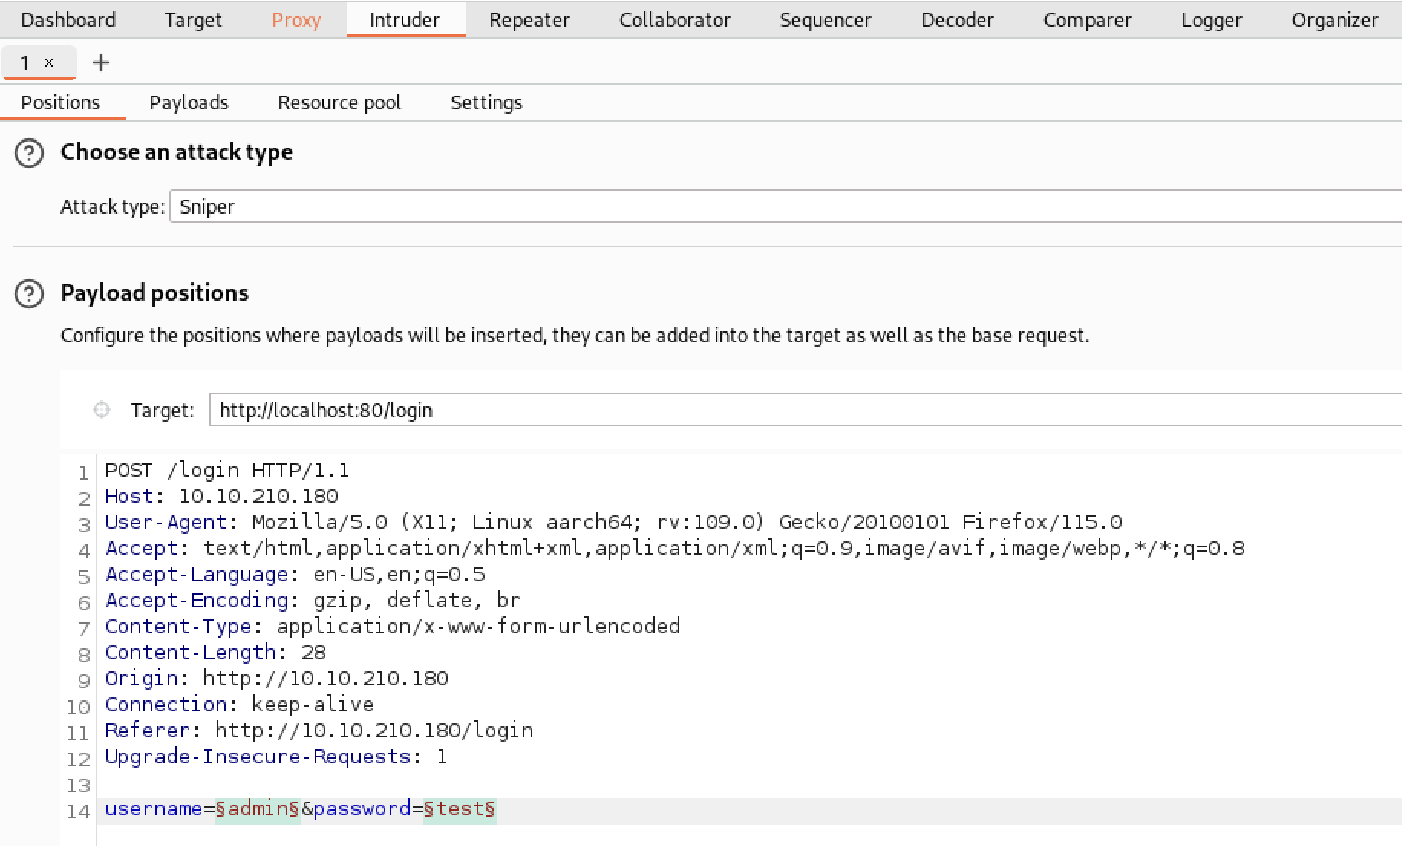 Dashboard Target Proxy Intruder Repeater Collaborator Sequencer Decoder Comparer Logger Organizer
1 × +
Positions Payloads Resource pool Settings
? Choose an attack type
Attack type: Sniper
? Payload positions
Configure the positions where payloads will be inserted, they can be added into the target as well as the base request.
Target: http://localhost:80/login
1 POST /login HTTP/1.1
2 Host: 10.10.210.180
3 User-Agent: Mozilla/5.0 (X11; Linux aarch64; rv:109.0) Gecko/20100101 Firefox/115.0
4 Accept: text/html,application/xhtml+xml,application/xml;q=0.9,image/avif,image/webp,*/*;q=0.8
5 Accept-Language: en-US,en;q=0.5
6 Accept-Encoding: gzip, deflate, br
7 Content-Type: application/x-www-form-urlencoded
8 Content-Length: 28
9 Origin: http://10.10.210.180
10 Connection: keep-alive
11 Referer: http://10.10.210.180/login
12 Upgrade-Insecure-Requests: 1
13
14 username=§admin§&password=§test§